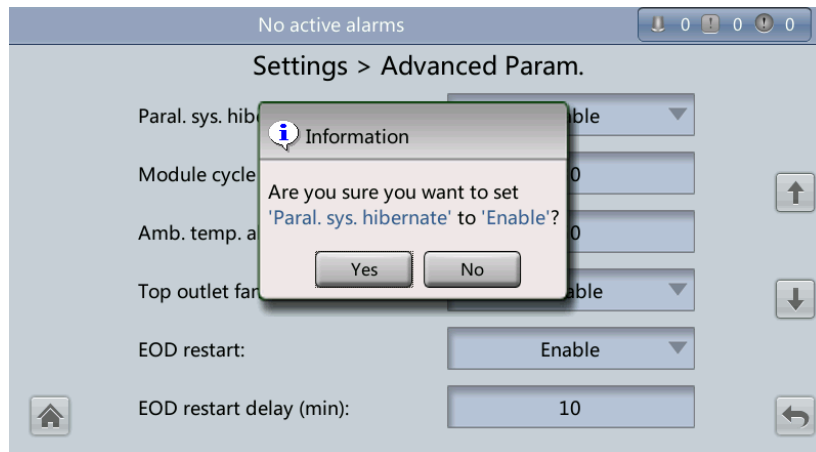 No active alarms
0 0 0
Settings > Advanced Param.
Paral. sys.
Information
Module cycle
0
Are you sure you want to set
'Paral. sys. hibernate' to 'Enable'?
Amb. temp.
0
Yes No
Top outlet
EOD restart: Enable
EOD restart delay (min): 10